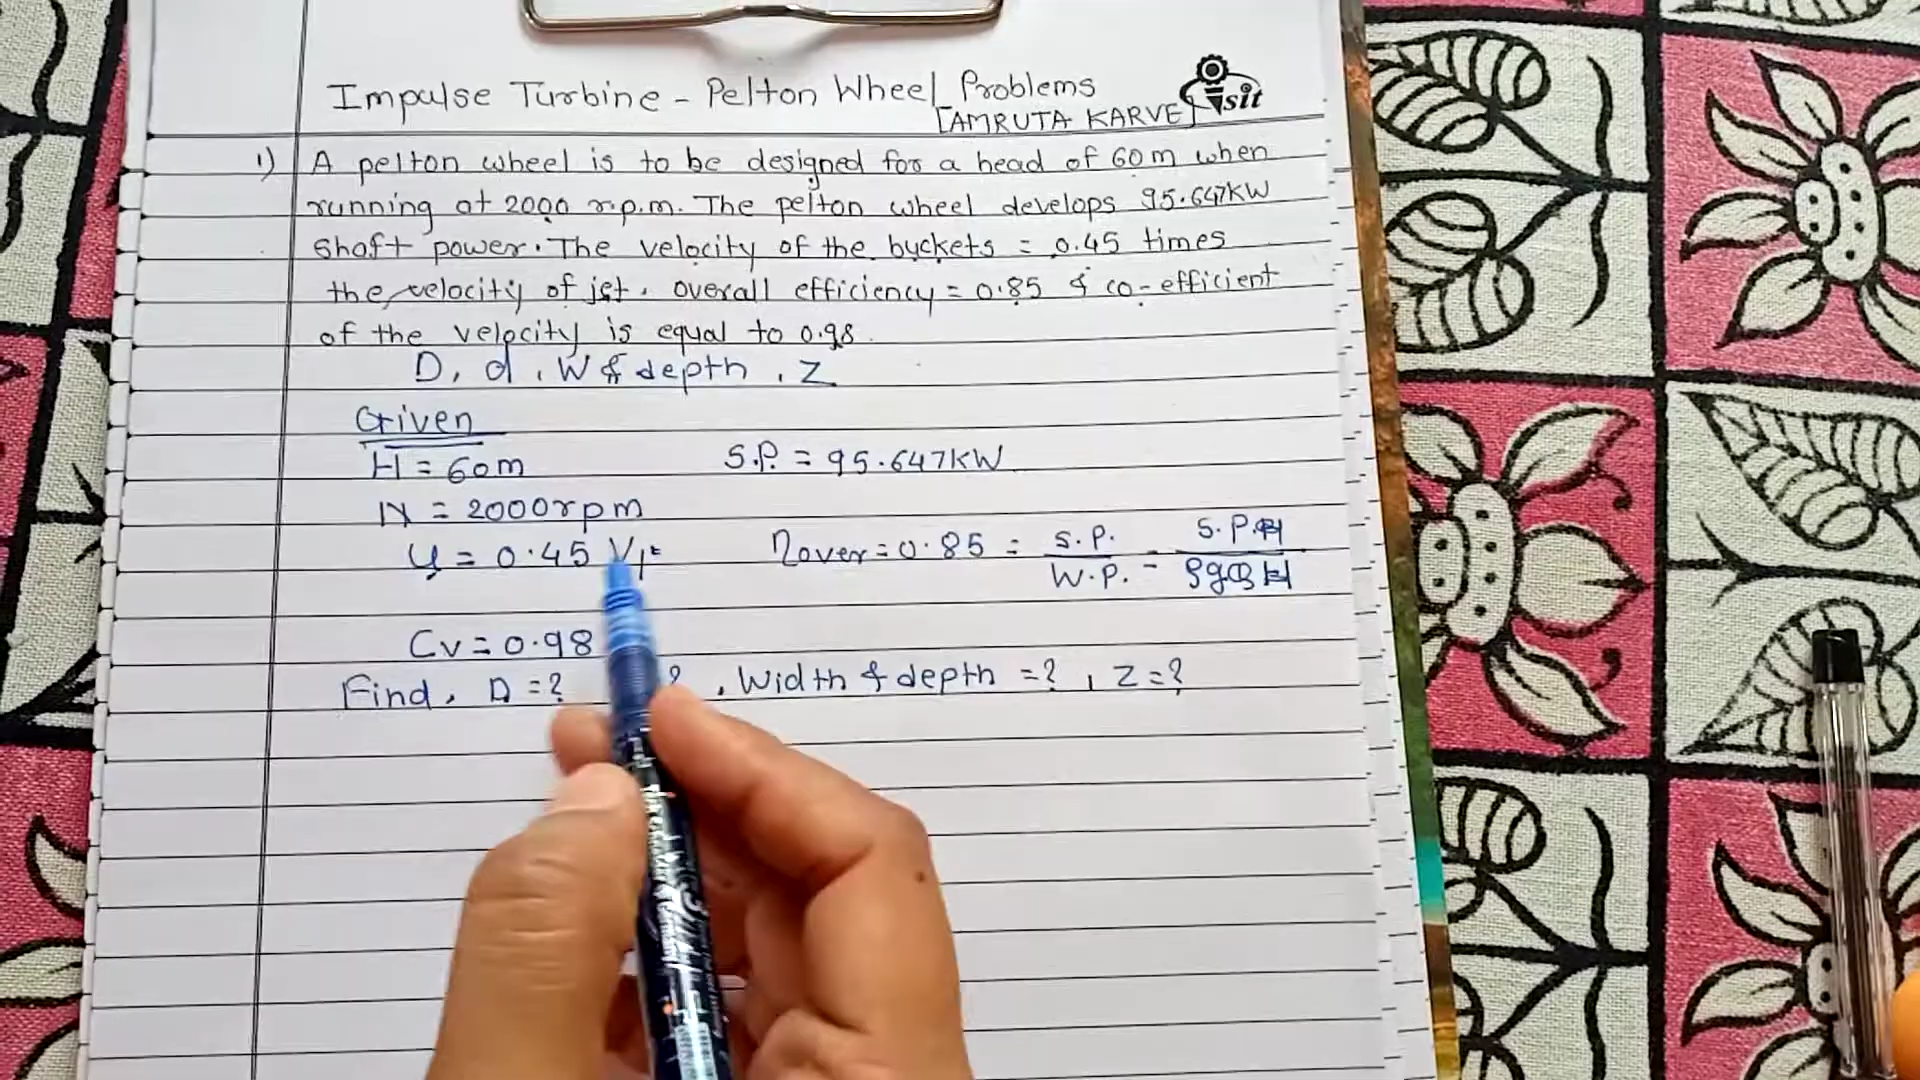 Impulse Turbine - Pelton Wheel Problems
[AMRUTA KARVE]
sit
1) A pelton wheel is to be designed for a head of 60m when
running at 2000 r.p.m. The pelton wheel develops 95.647kW
shaft power. The velocity of the buckets = 0.45 times
the velocity of jet. overall efficiency = 0.85 & co-efficient
of the velocity is equal to 0.98.
D, d, W & depth, Z
Given
H = 60m
S.P. = 95.647KW
N = 2000rpm
u = 0.45 V1
ηover = 0.85 = S.P. / W.P. = S.P. / ρgQH
Cv = 0.98
Find, D = ? ?, Width & depth = ?, Z = ?